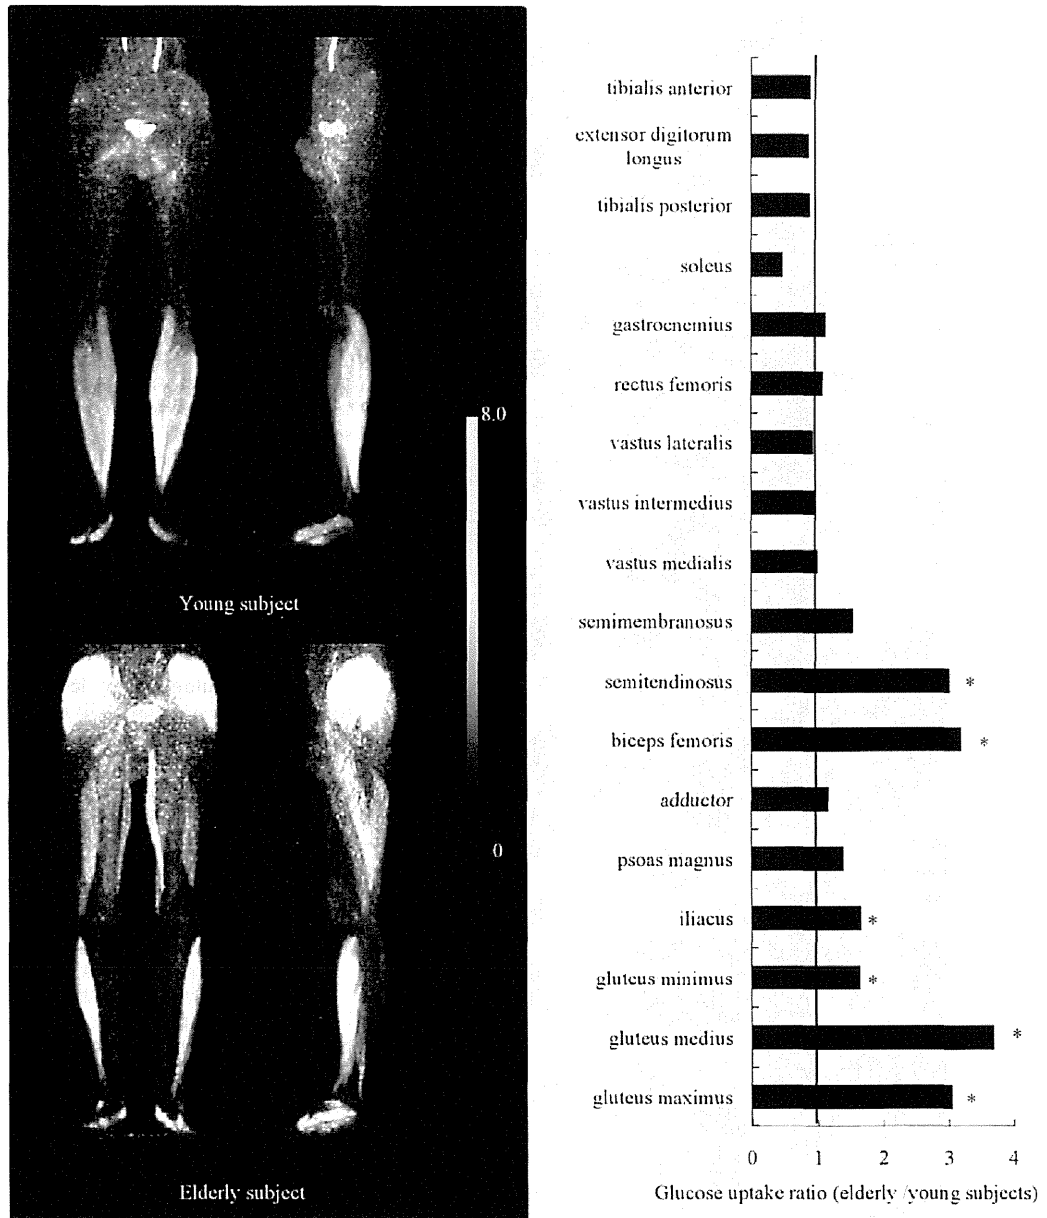 8.0
0
Young subject
Elderly subject
tibialis anterior
extensor digitorum
longus
tibialis posterior
soleus
gastrocnemius
rectus femoris
vastus lateralis
vastus intermedius
vastus medialis
semimembranosus
semitendinosus
*
biceps femoris
*
adductor
psoas magnus
iliacus
*
gluteus minimus
*
gluteus medius
*
gluteus maximus
*
0 1 2 3 4
Glucose uptake ratio (elderly /young subjects)